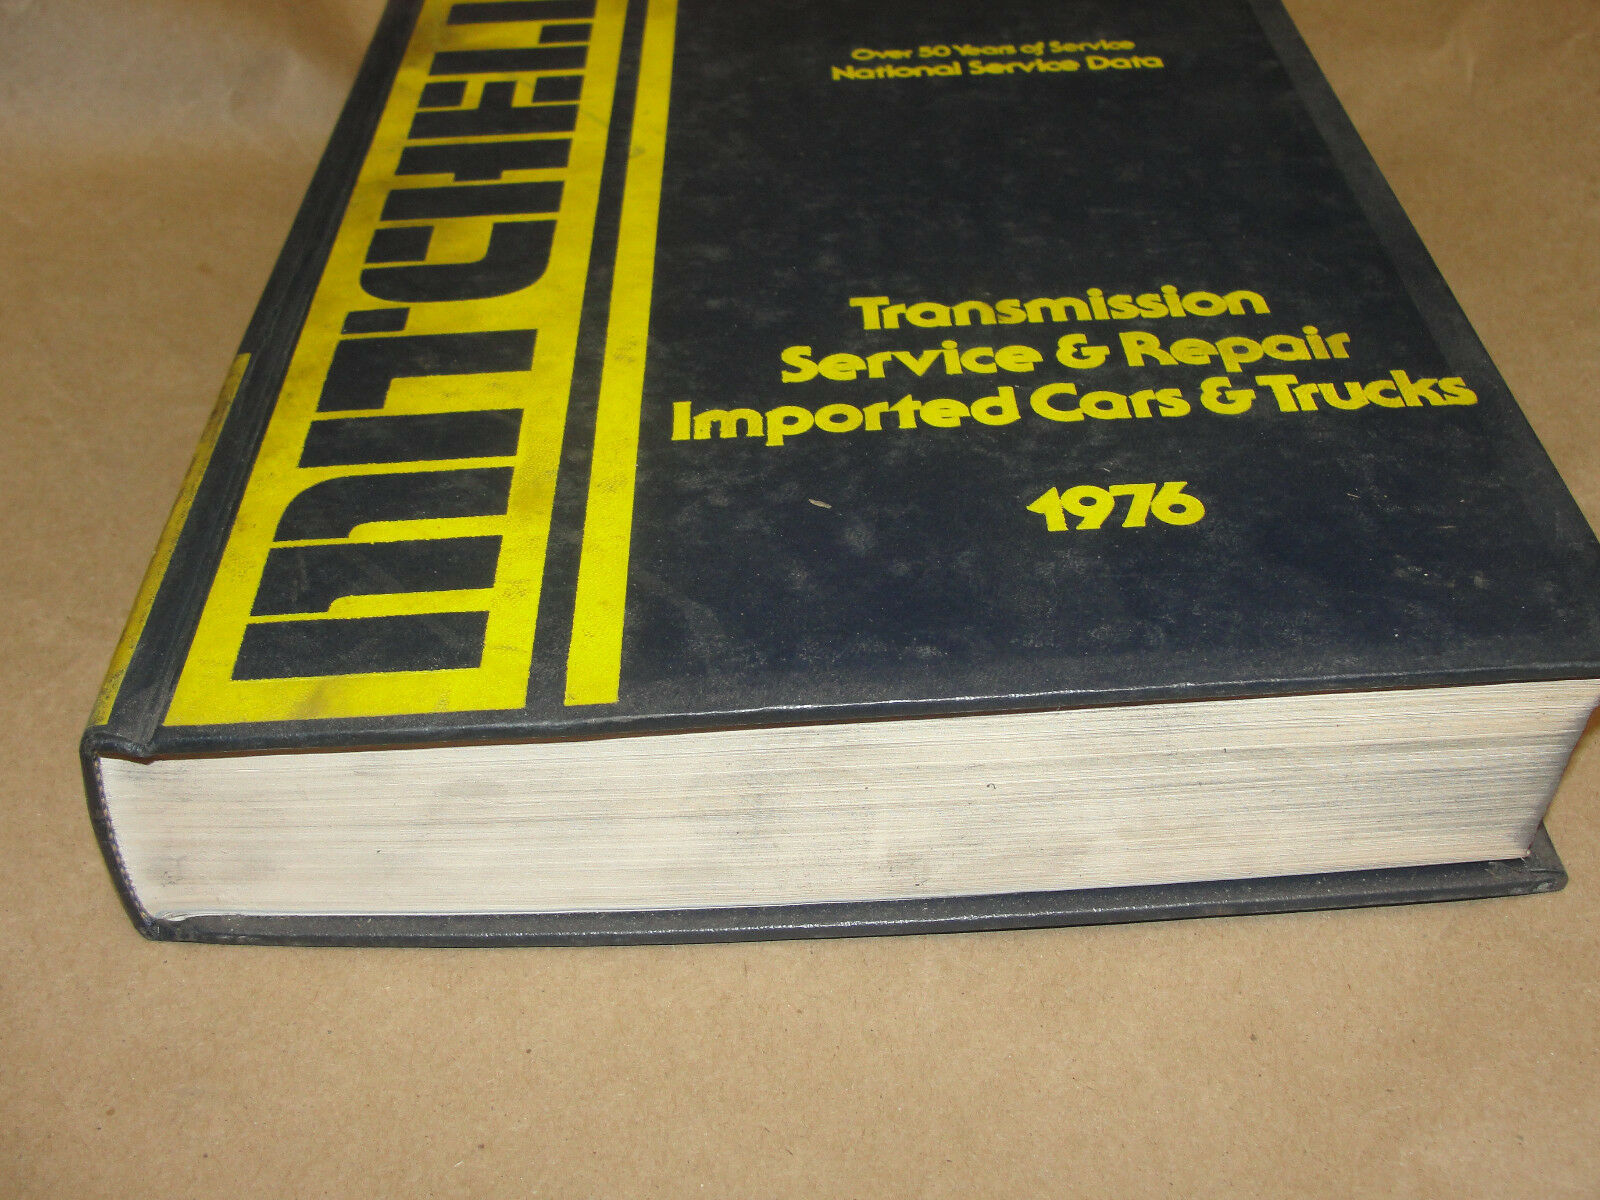 Over 50 Years of Service
National Service Data
Transmission
Service & Repair
Imported Cars & Trucks
1976